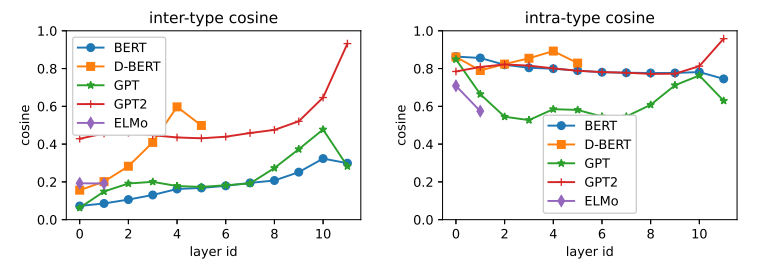 inter-type cosine
1.0
0.8
0.6
0.4
0.2
0.0
cosine
BERT
D-BERT
GPT
GPT2
ELMo
0 2 4 6 8 10
layer id
intra-type cosine
1.0
0.8
0.6
0.4
0.2
0.0
cosine
BERT
D-BERT
GPT
GPT2
ELMo
0 2 4 6 8 10
layer id